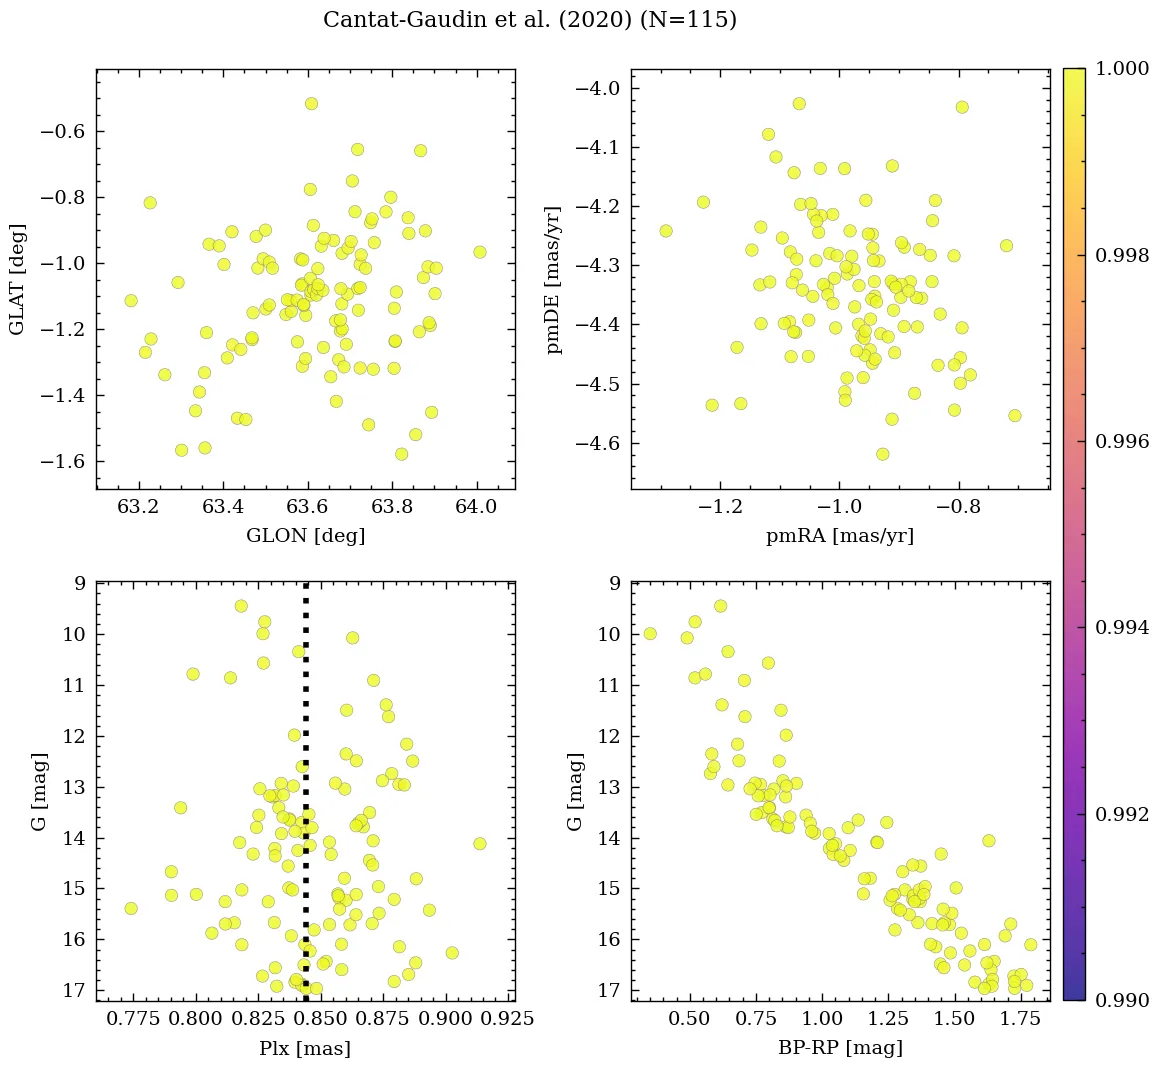 Cantat-Gaudin et al. (2020) (N=115)
−0.6
−0.8
−1.0
−1.2
−1.4
−1.6
GLAT [deg]
63.2 63.4 63.6 63.8 64.0
GLON [deg]
−4.0
−4.1
−4.2
−4.3
−4.4
−4.5
−4.6
pmDE [mas/yr]
−1.2 −1.0 −0.8
pmRA [mas/yr]
9
10
11
12
13
14
15
16
17
G [mag]
0.775 0.800 0.825 0.850 0.875 0.900 0.925
Plx [mas]
9
10
11
12
13
14
15
16
17
G [mag]
0.50 0.75 1.00 1.25 1.50 1.75
BP-RP [mag]
1.000
0.998
0.996
0.994
0.992
0.990